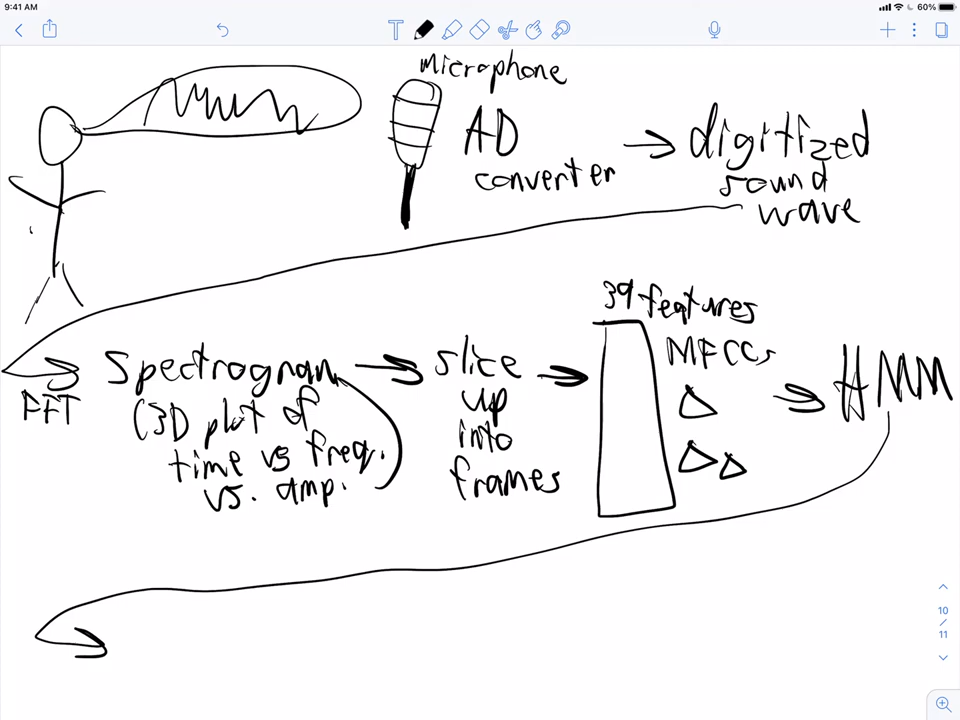 9:41 AM
60%
T
microphone
AD
converter
→ digitized
sound
wave
FFT
Spectrogram
(3D plot of
time vs freq.
vs. amp.
→ slice
up
into
frames
→
39 features
MFCCs
Δ
ΔΔ
→ HMM
10
/
11